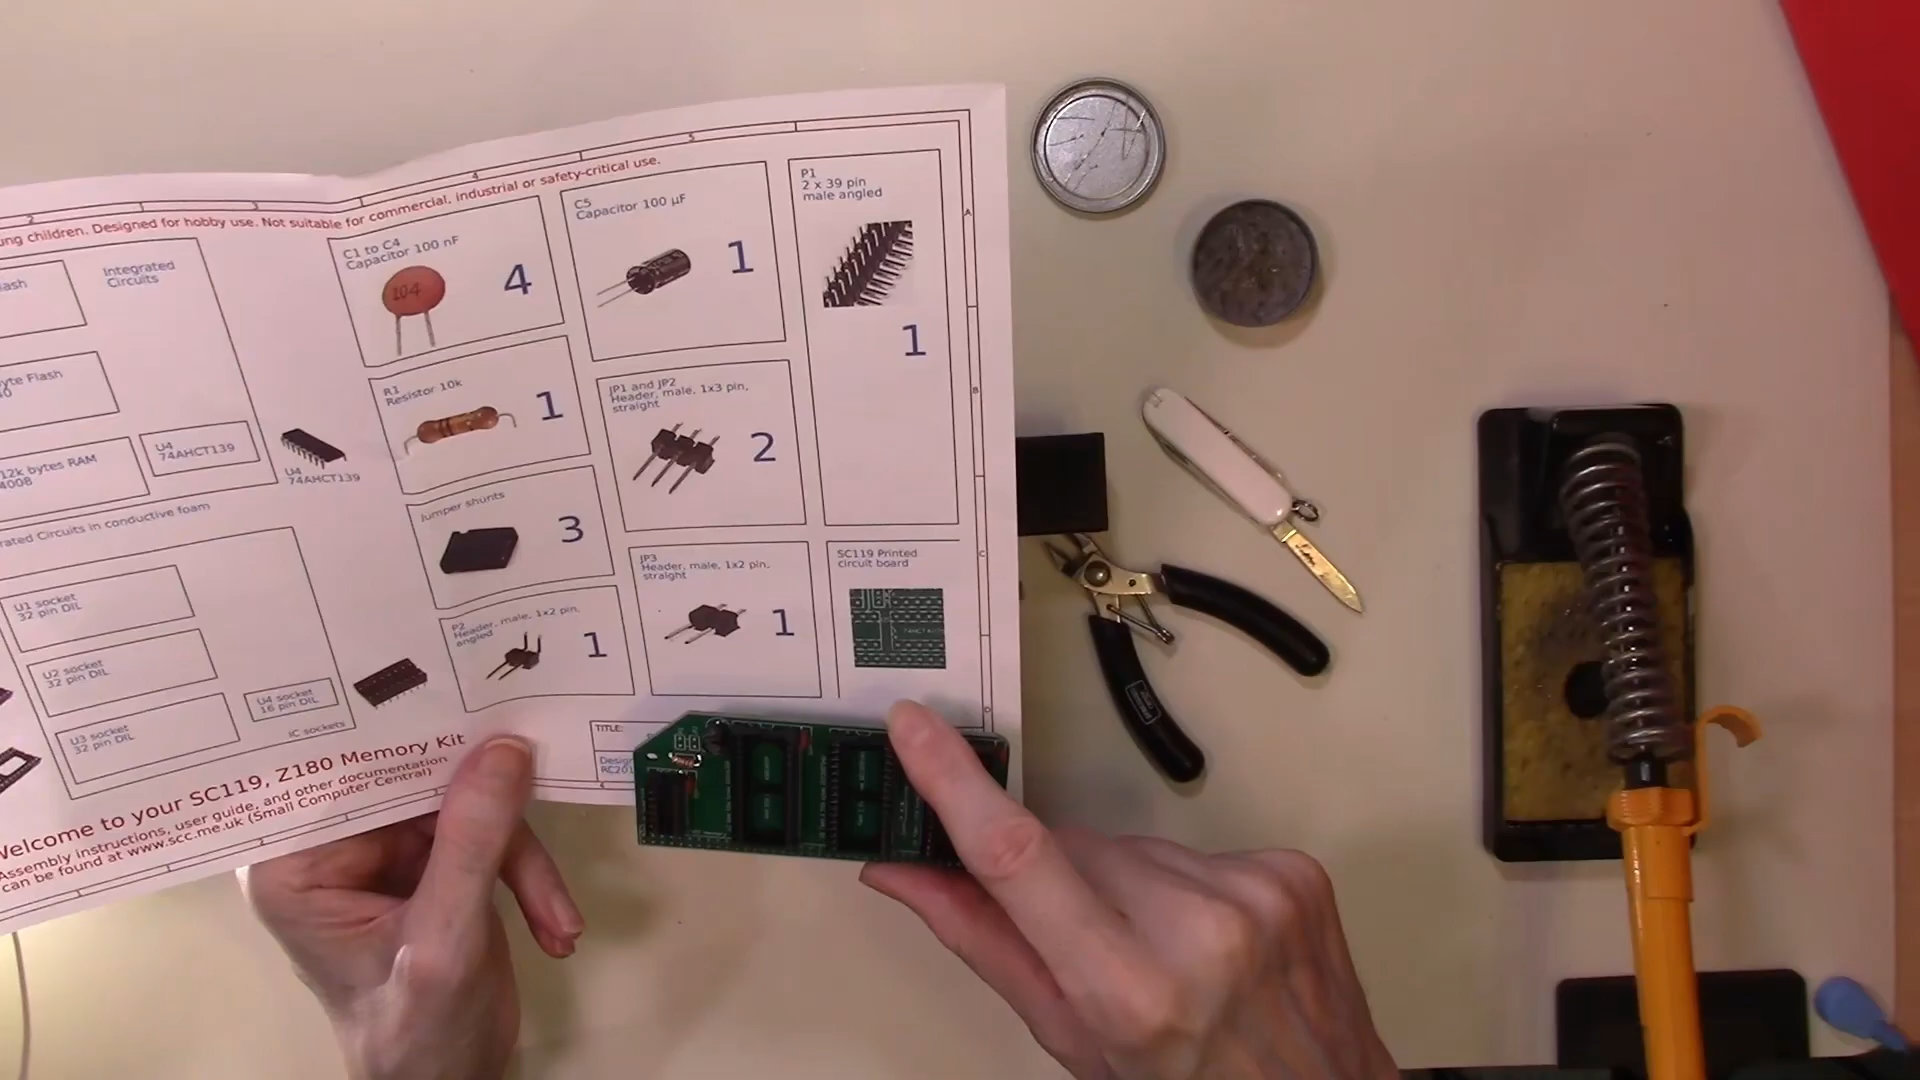 2
3
4
5
ung children. Designed for hobby use. Not suitable for commercial, industrial or safety-critical use.
ash
Integrated
Circuits
yte Flash
12k bytes RAM
4008
U4
74AHCT139
U4
74AHCT139
rated Circuits in conductive foam
U1 socket
32 pin DIL
U2 socket
32 pin DIL
U3 socket
32 pin DIL
U4 socket
16 pin DIL
IC sockets
C1 to C4
Capacitor 100 nF
104
4
R1
Resistor 10k
1
Jumper shunts
3
P2
Header, male, 1x2 pin,
angled
1
C5
Capacitor 100 µF
1
JP1 and JP2
Header, male, 1x3 pin,
straight
2
JP3
Header, male, 1x2 pin,
straight
1
P1
2 x 39 pin
male angled
1
SC119 Printed
circuit board
A
B
C
D
TITLE:
Welcome to your SC119, Z180 Memory Kit
Assembly instructions, user guide, and other documentation
can be found at www.scc.me.uk (Small Computer Central)